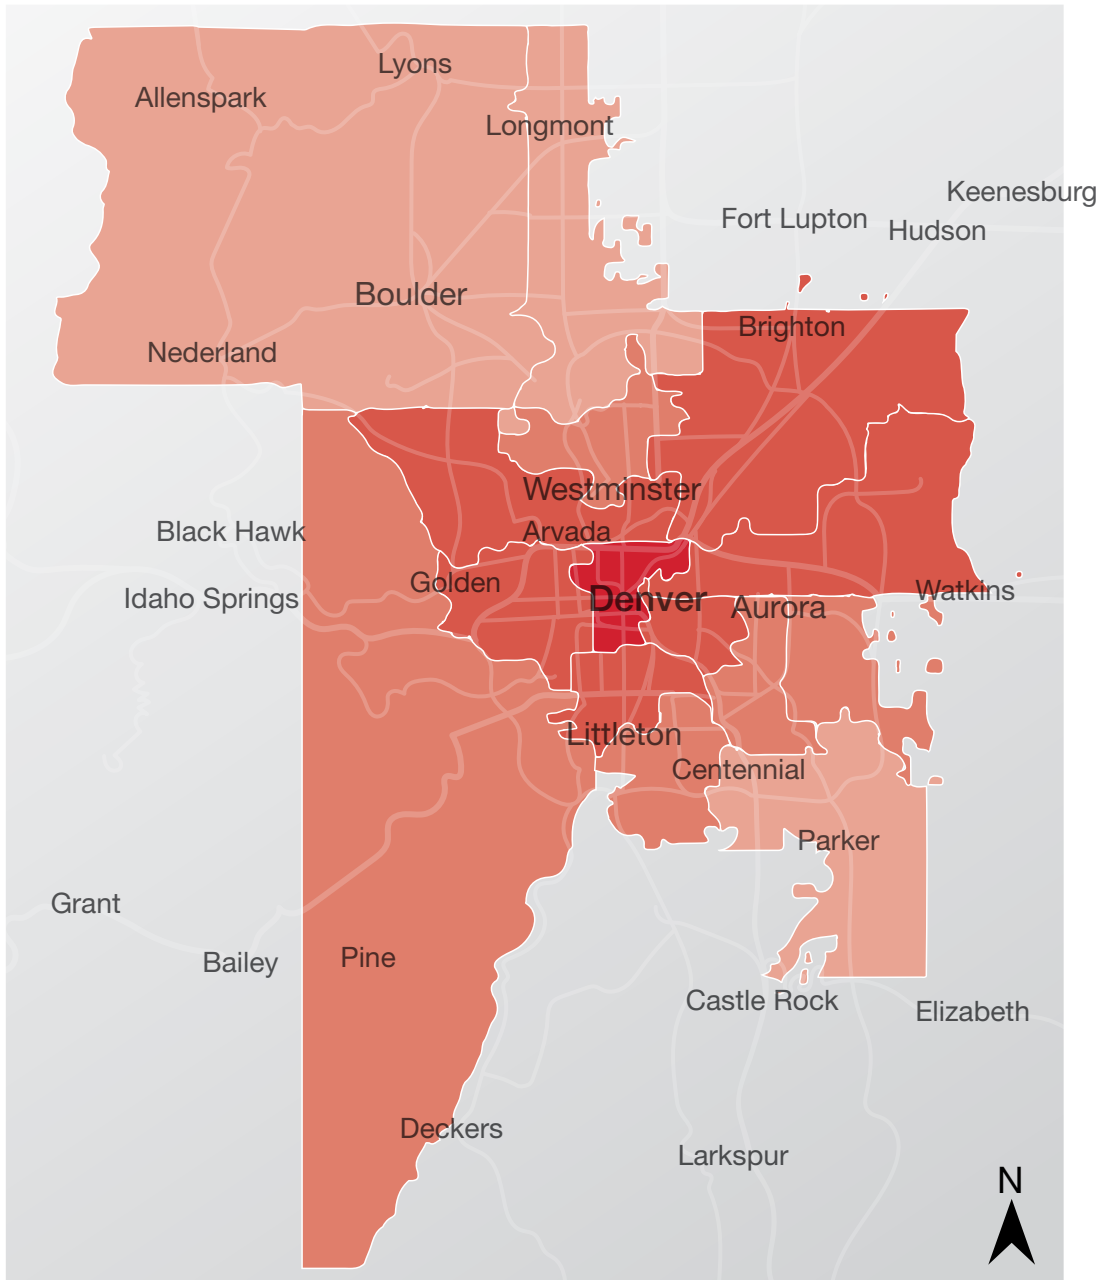 Lyons
Allenspark
Longmont
Keenesburg
Fort Lupton
Hudson
Boulder
Brighton
Nederland
Westminster
Black Hawk
Arvada
Golden
Idaho Springs
Denver
Aurora
Watkins
Littleton
Centennial
Parker
Grant
Bailey
Pine
Castle Rock
Elizabeth
Deckers
Larkspur
N